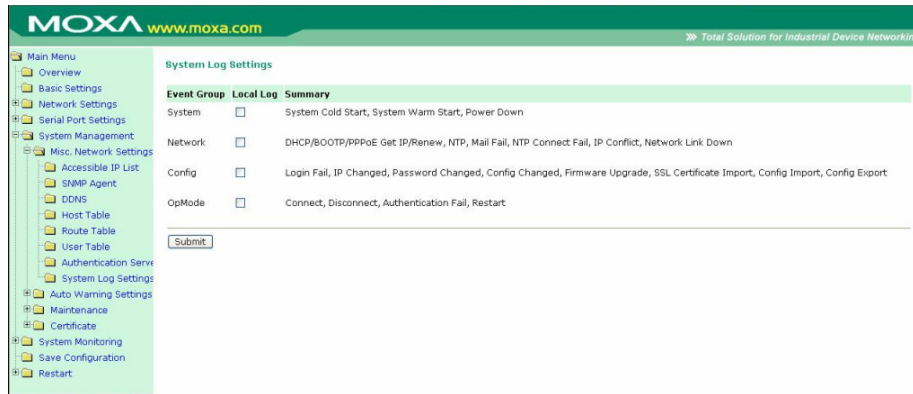 MOXA www.moxa.com
Total Solution for Industrial Device Networkin
Main Menu
Overview
Basic Settings
Network Settings
Serial Port Settings
System Management
Misc. Network Settings
Accessible IP List
SNMP Agent
DDNS
Host Table
Route Table
User Table
Authentication Serve
System Log Settings
Auto Warning Settings
Maintenance
Certificate
System Monitoring
Save Configuration
Restart
System Log Settings
Event Group Local Log Summary
System System Cold Start, System Warm Start, Power Down
Network DHCP/BOOTP/PPPoE Get IP/Renew, NTP, Mail Fail, NTP Connect Fail, IP Conflict, Network Link Down
Config Login Fail, IP Changed, Password Changed, Config Changed, Firmware Upgrade, SSL Certificate Import, Config Import, Config Export
OpMode Connect, Disconnect, Authentication Fail, Restart
Submit